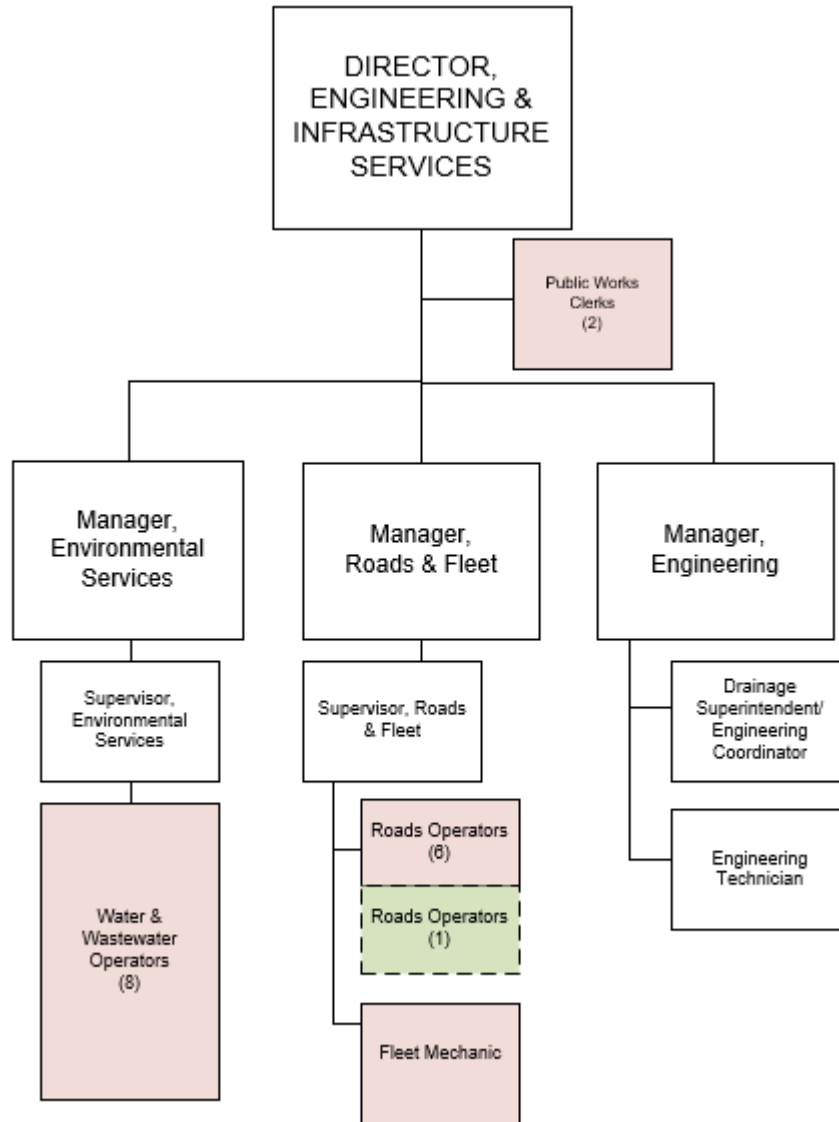 DIRECTOR,
ENGINEERING &
INFRASTRUCTURE
SERVICES
Public Works
Clerks
(2)
Manager,
Environmental
Services
Manager,
Roads & Fleet
Manager,
Engineering
Supervisor,
Environmental
Services
Supervisor, Roads
& Fleet
Drainage
Superintendent/
Engineering
Coordinator
Roads Operators
(6)
Engineering
Technician
Water &
Wastewater
Operators
(8)
Roads Operators
(1)
Fleet Mechanic